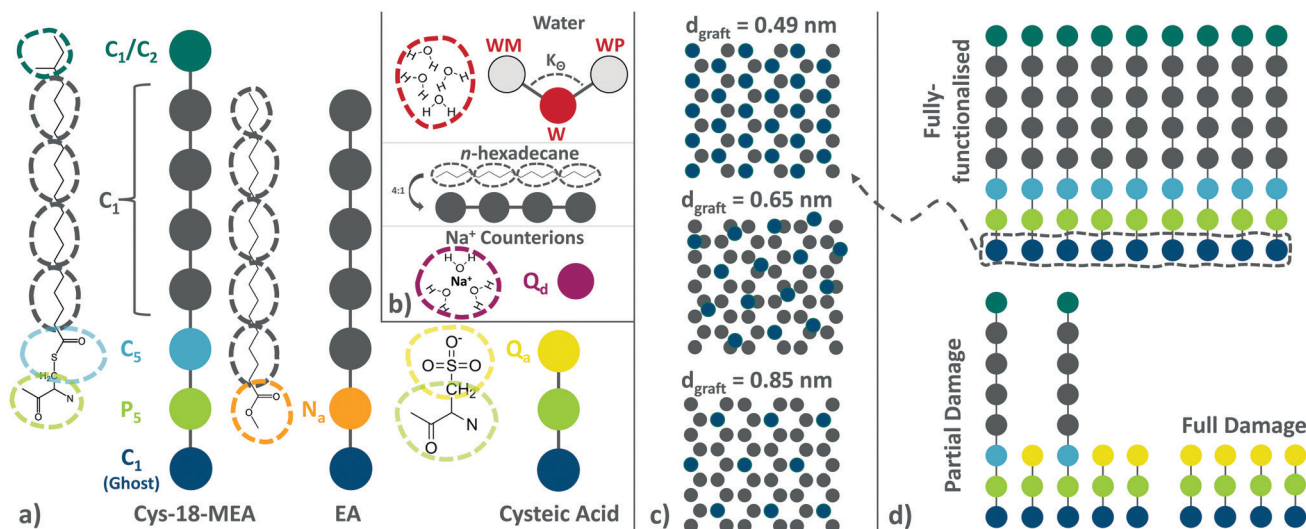 C1/C2
C1
C5
P5
C1
(Ghost)
O
S
H2C
N
O
a)
Cys-18-MEA
O
O
Na
EA
Water
H O H
H O H
H O H
H O H
WM
WP
KΘ
W
n-hexadecane
4:1
Na+ Counterions
H O H
Na+
H O H
H O H
Qd
b)
O-
O=S=O
CH2
N
O
Qa
Cysteic Acid
dgraft = 0.49 nm
dgraft = 0.65 nm
dgraft = 0.85 nm
c)
Fully-
functionalised
Partial Damage
Full Damage
d)